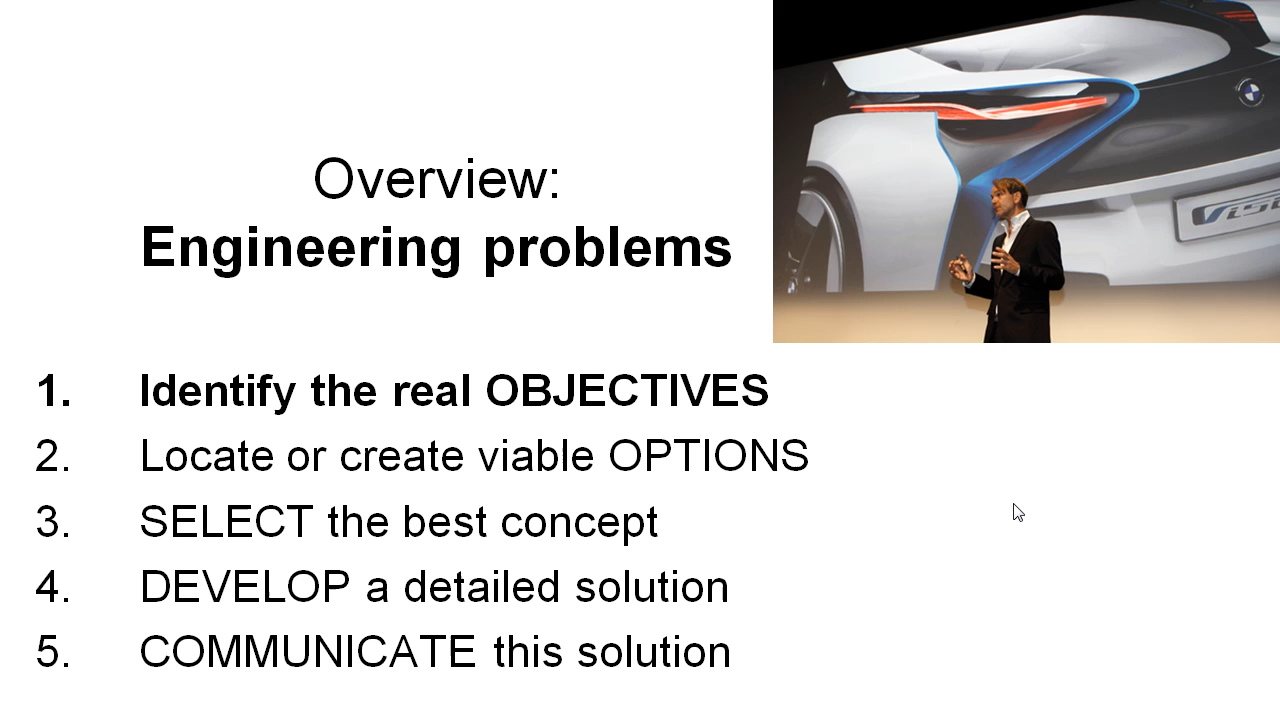 Overview:
Engineering problems
1. Identify the real OBJECTIVES
2. Locate or create viable OPTIONS
3. SELECT the best concept
4. DEVELOP a detailed solution
5. COMMUNICATE this solution